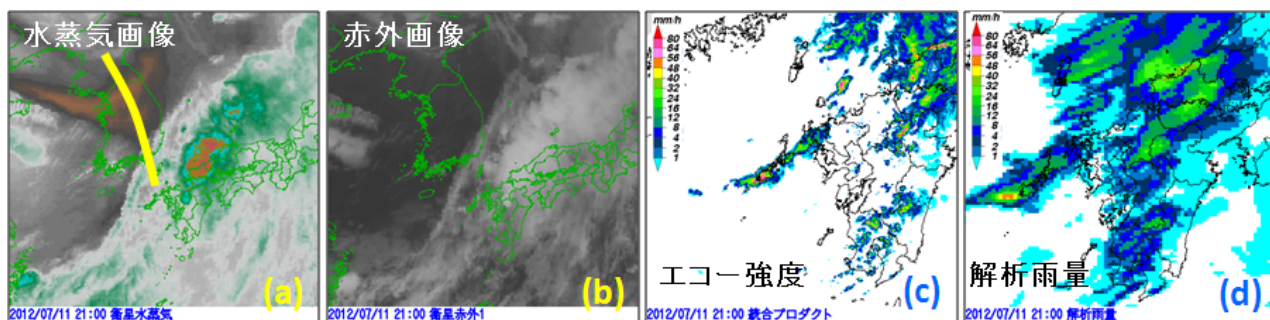 水蒸気画像
(a)
2012/07/11 21:00 衛星水蒸気
赤外画像
(b)
2012/07/11 21:00 衛星赤外1
mm/h
80
64
56
48
40
32
24
16
12
8
4
2
1
エコー強度
(c)
2012/07/11 21:00 統合プロダクト
mm/h
80
64
56
48
40
32
24
16
12
8
4
2
1
解析雨量
(d)
2012/07/11 21:00 解析雨量